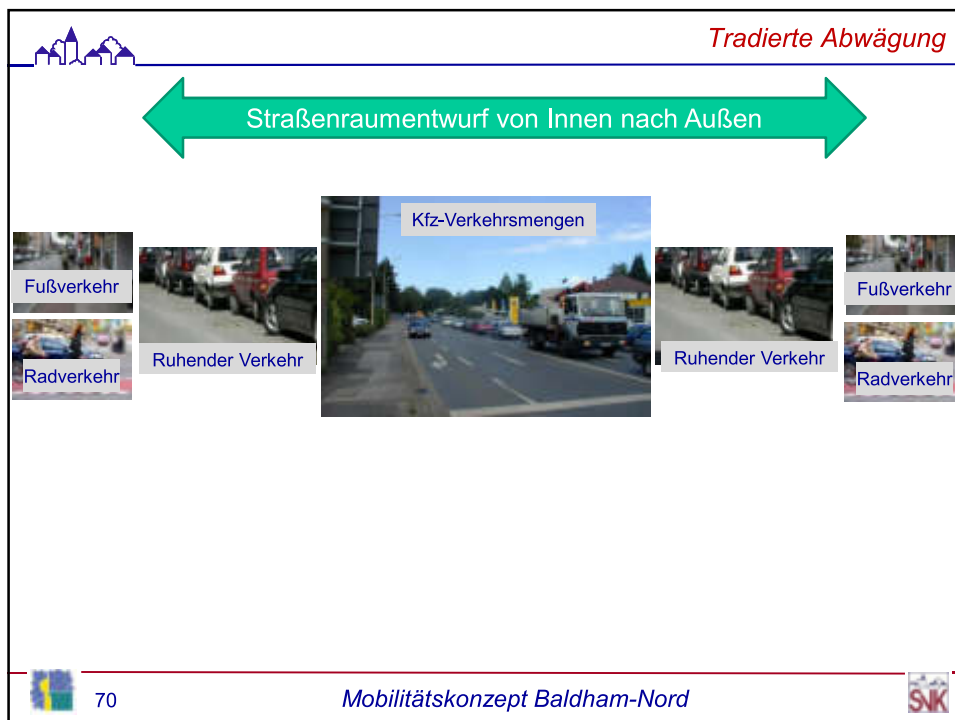 Tradierte Abwägung
Straßenraumentwurf von Innen nach Außen
Kfz-Verkehrsmengen
Fußverkehr
Fußverkehr
Ruhender Verkehr
Ruhender Verkehr
Radverkehr
Radverkehr
70
Mobilitätskonzept Baldham-Nord
SNK